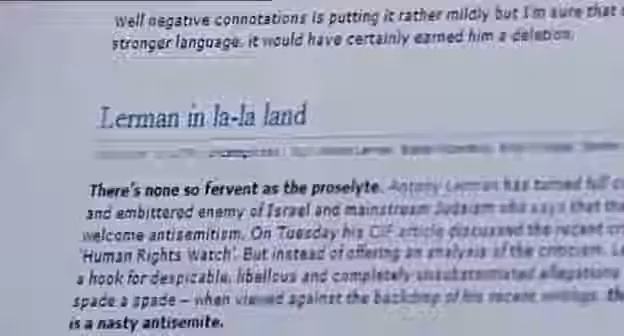 Well negative connotations is putting it rather mildly but I'm sure that
stronger language, it would have certainly earned him a deletion.
Lerman in la-la land
There's none so fervent as the proselyte. Antony Lerman has turned full
and embittered enemy of Israel and mainstream Judaism who says that
welcome antisemitism. On Tuesday his CiF article discussed the recent
'Human Rights Watch'. But instead of offering an analysis of the criticism,
a hook for despicable, libellous and completely unsubstantiated allegations
spade a spade – when viewed against the backdrop of his recent writings,
is a nasty antisemite.